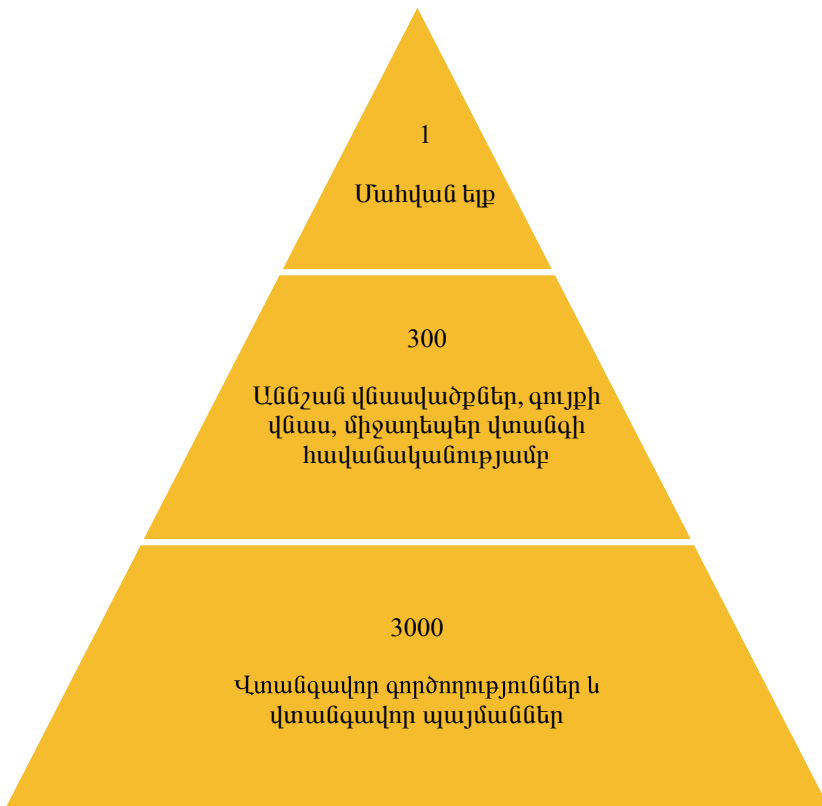 1
Մահվան ելք
300
Աննշան վնասվածքներ, գույքի
վնաս, միջադեպեր վտանգի
հավանականությամբ
3000
Վտանգավոր գործողություններ և
վտանգավոր պայմաններ